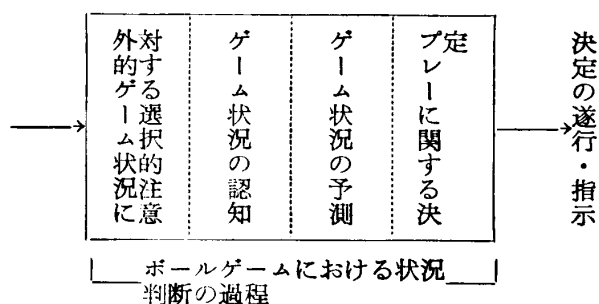 外的ゲーム状況に
対する選択的注意
ゲーム状況の認知
ゲーム状況の予測
プレーに関する決
定
決定の遂行・指示
ボールゲームにおける状況
判断の過程